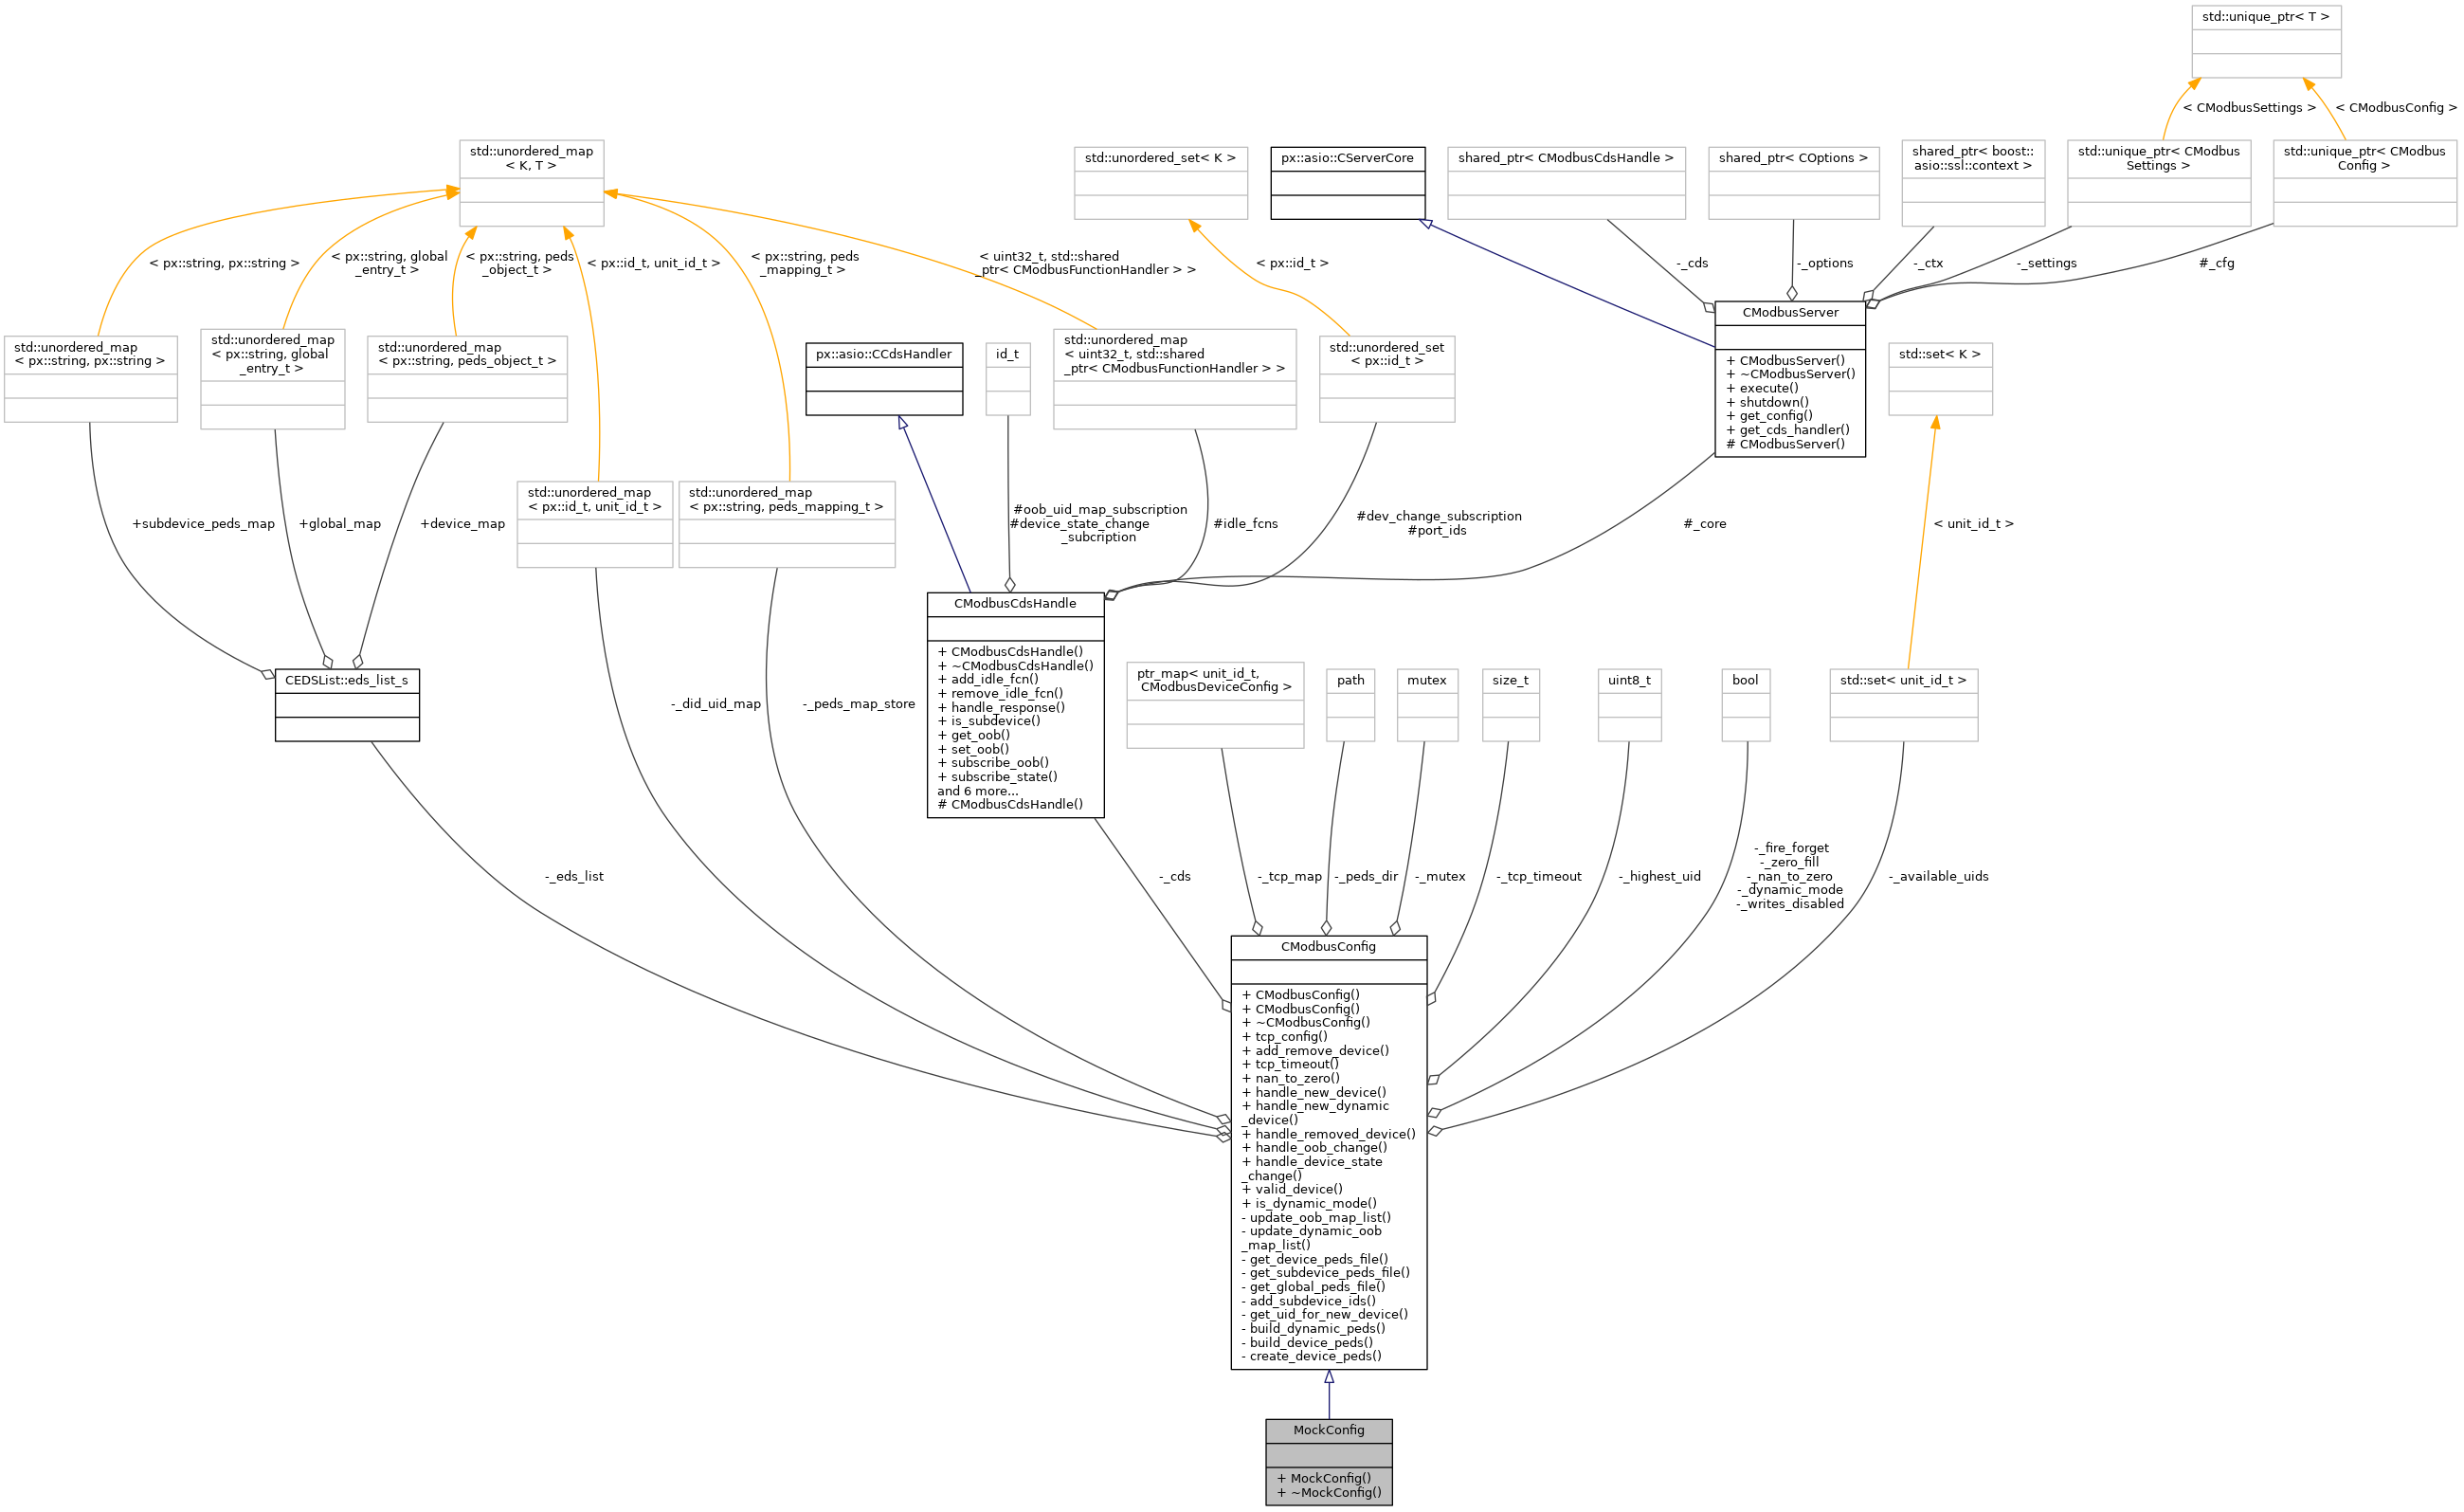 std::unique_ptr< T >
< CModbusSettings >
< CModbusConfig >
std::unordered_map
< K, T >
std::unordered_set< K >
px::asio::CServerCore
shared_ptr< CModbusCdsHandle >
shared_ptr< COptions >
shared_ptr< boost::
asio::ssl::context >
std::unique_ptr< CModbus
Settings >
std::unique_ptr< CModbus
Config >
< px::string, px::string >
< px::string, global
_entry_t >
< px::string, peds
_object_t >
< px::id_t, unit_id_t >
< px::string, peds
_mapping_t >
< uint32_t, std::shared
_ptr< CModbusFunctionHandler > >
< px::id_t >
-_cds
-_options
-_ctx
-_settings
#_cfg
std::unordered_map
< px::string, px::string >
std::unordered_map
< px::string, global
_entry_t >
std::unordered_map
< px::string, peds_object_t >
px::asio::CCdsHandler
id_t
std::unordered_map
< uint32_t, std::shared
_ptr< CModbusFunctionHandler > >
std::unordered_set
< px::id_t >
CModbusServer
+ CModbusServer()
+ ~CModbusServer()
+ execute()
+ shutdown()
+ get_config()
+ get_cds_handler()
# CModbusServer()
std::set< K >
std::unordered_map
< px::id_t, unit_id_t >
std::unordered_map
< px::string, peds_mapping_t >
+subdevice_peds_map
+global_map
+device_map
#oob_uid_map_subscription
#device_state_change
_subcription
#idle_fcns
#dev_change_subscription
#port_ids
#_core
< unit_id_t >
CModbusCdsHandle
+ CModbusCdsHandle()
+ ~CModbusCdsHandle()
+ add_idle_fcn()
+ remove_idle_fcn()
+ handle_response()
+ is_subdevice()
+ get_oob()
+ set_oob()
+ subscribe_oob()
+ subscribe_state()
and 6 more...
# CModbusCdsHandle()
CEDSList::eds_list_s
-_did_uid_map
-_peds_map_store
ptr_map< unit_id_t,
CModbusDeviceConfig >
path
mutex
size_t
uint8_t
bool
std::set< unit_id_t >
-_eds_list
-_cds
-_tcp_map
-_peds_dir
-_mutex
-_tcp_timeout
-_highest_uid
-_fire_forget
-_zero_fill
-_nan_to_zero
-_dynamic_mode
-_writes_disabled
-_available_uids
CModbusConfig
+ CModbusConfig()
+ CModbusConfig()
+ ~CModbusConfig()
+ tcp_config()
+ add_remove_device()
+ tcp_timeout()
+ nan_to_zero()
+ handle_new_device()
+ handle_new_dynamic
_device()
+ handle_removed_device()
+ handle_oob_change()
+ handle_device_state
_change()
+ valid_device()
+ is_dynamic_mode()
- update_oob_map_list()
- update_dynamic_oob
_map_list()
- get_device_peds_file()
- get_subdevice_peds_file()
- get_global_peds_file()
- add_subdevice_ids()
- get_uid_for_new_device()
- build_dynamic_peds()
- build_device_peds()
- create_device_peds()
MockConfig
+ MockConfig()
+ ~MockConfig()